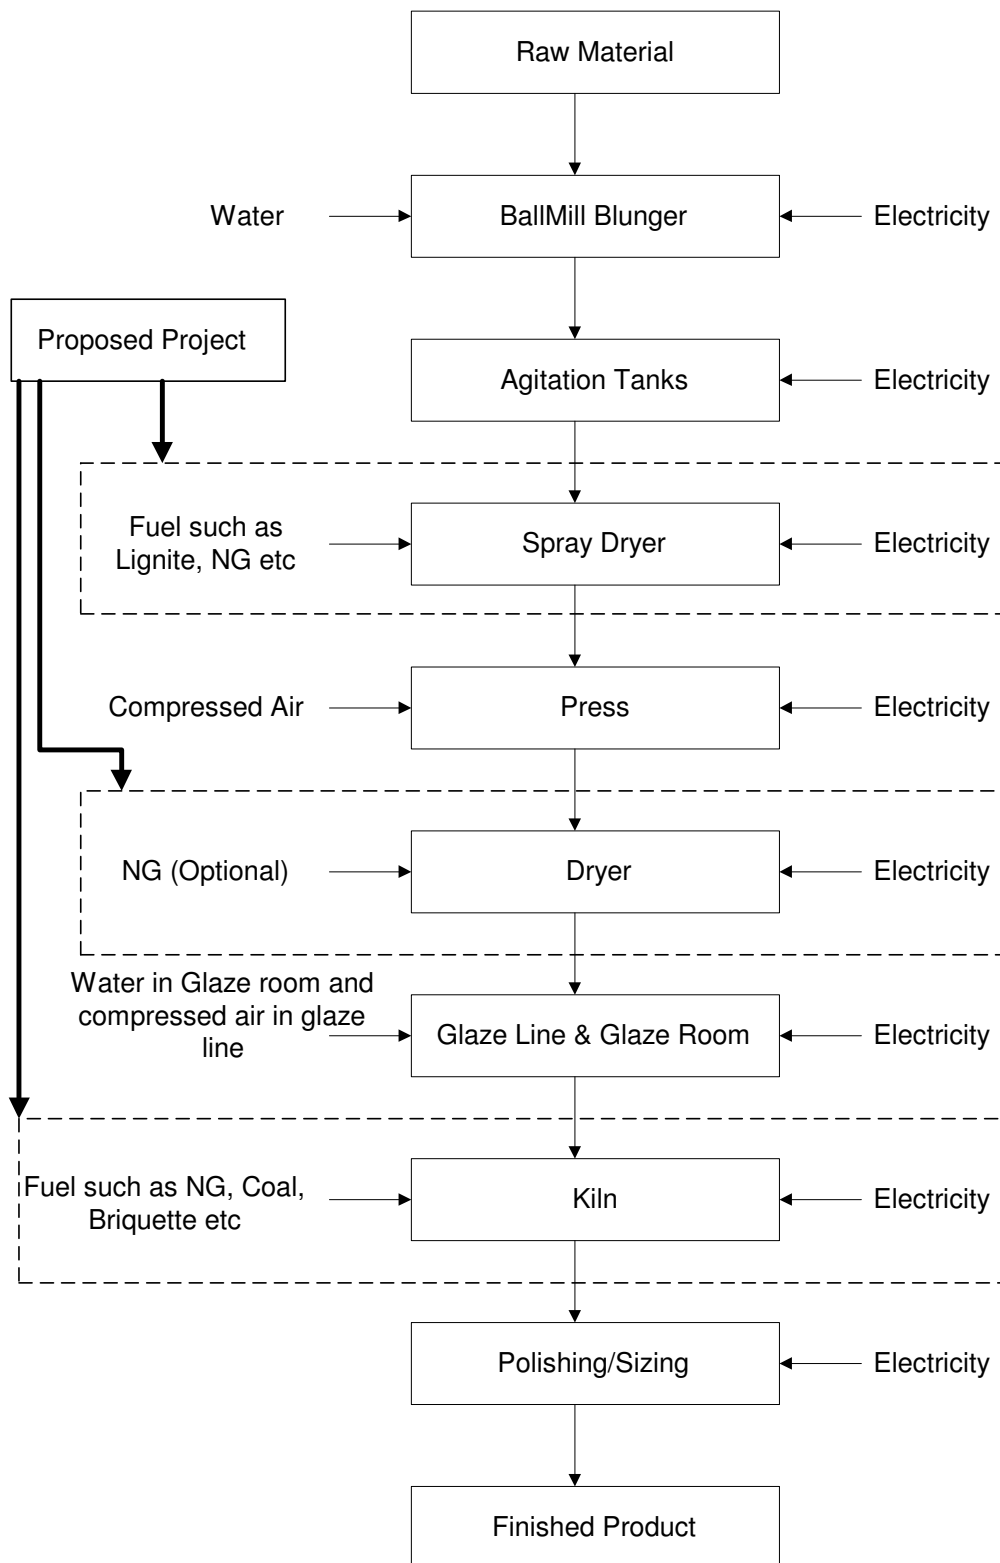 Raw Material
Water
BallMill Blunger
Electricity
Proposed Project
Agitation Tanks
Electricity
Fuel such as
Lignite, NG etc
Spray Dryer
Electricity
Compressed Air
Press
Electricity
NG (Optional)
Dryer
Electricity
Water in Glaze room and
compressed air in glaze
line
Glaze Line & Glaze Room
Electricity
Fuel such as NG, Coal,
Briquette etc
Kiln
Electricity
Polishing/Sizing
Electricity
Finished Product